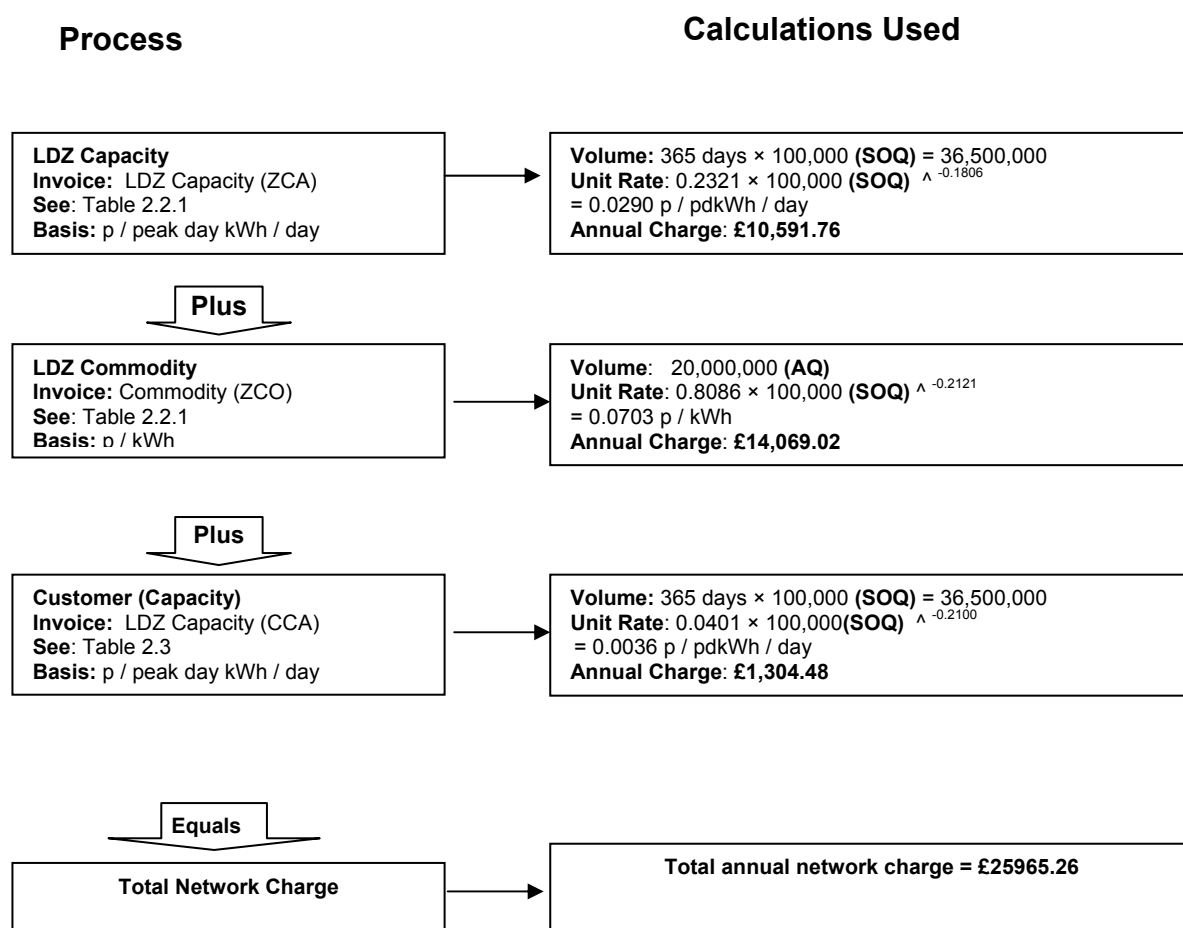 Process
Calculations Used
LDZ Capacity
Invoice: LDZ Capacity (ZCA)
See: Table 2.2.1
Basis: p / peak day kWh / day
Volume: 365 days × 100,000 (SOQ) = 36,500,000
Unit Rate: 0.2321 × 100,000 (SOQ) ^ -0.1806
= 0.0290 p / pdkWh / day
Annual Charge: £10,591.76
Plus
LDZ Commodity
Invoice: Commodity (ZCO)
See: Table 2.2.1
Basis: p / kWh
Volume: 20,000,000 (AQ)
Unit Rate: 0.8086 × 100,000 (SOQ) ^ -0.2121
= 0.0703 p / kWh
Annual Charge: £14,069.02
Plus
Customer (Capacity)
Invoice: LDZ Capacity (CCA)
See: Table 2.3
Basis: p / peak day kWh / day
Volume: 365 days × 100,000 (SOQ) = 36,500,000
Unit Rate: 0.0401 × 100,000(SOQ) ^ -0.2100
= 0.0036 p / pdkWh / day
Annual Charge: £1,304.48
Equals
Total Network Charge
Total annual network charge = £25965.26